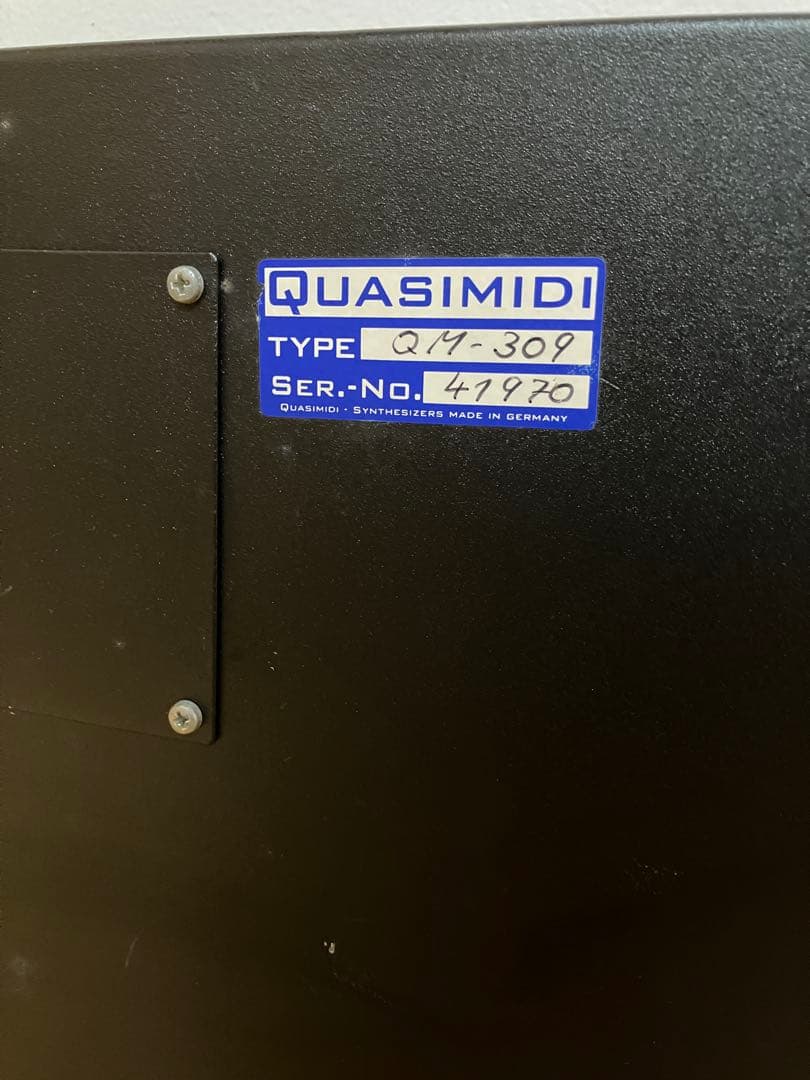 QUASIMIDI
TYPE QM-309
SER.-NO. 41970
QUASIMIDI · SYNTHESIZERS MADE IN GERMANY